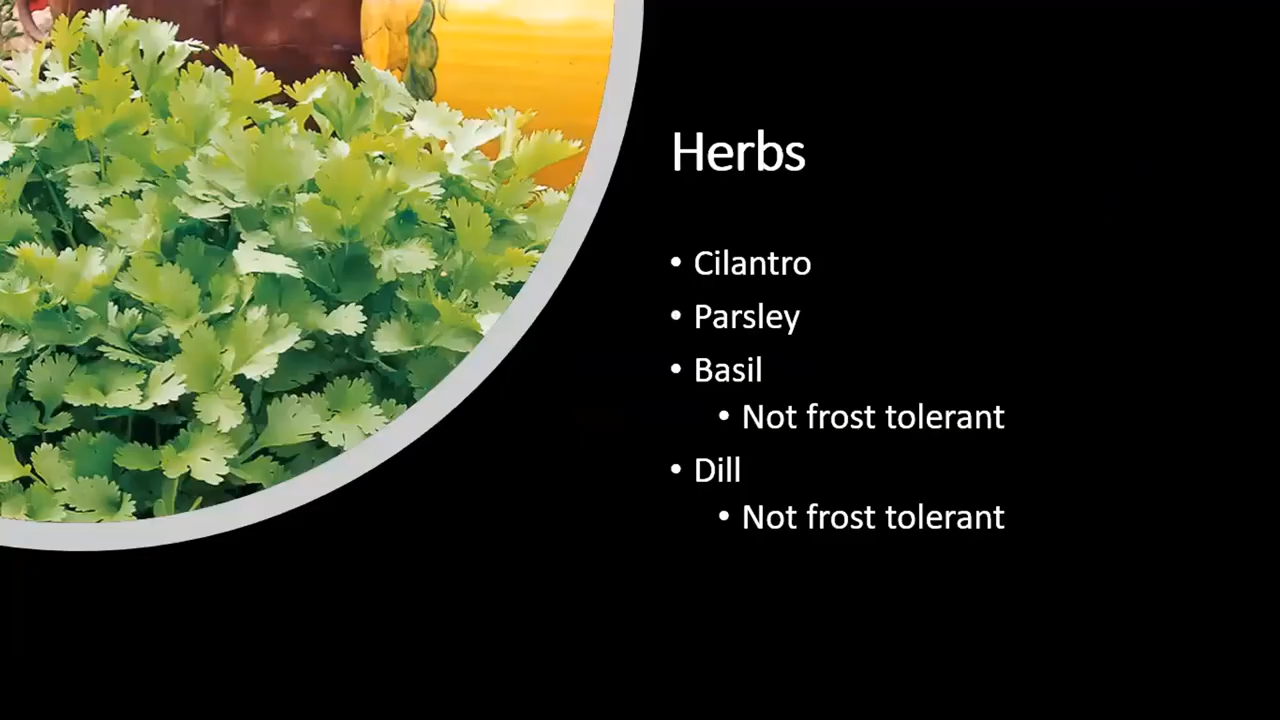 Herbs
• Cilantro
• Parsley
• Basil
• Not frost tolerant
• Dill
• Not frost tolerant